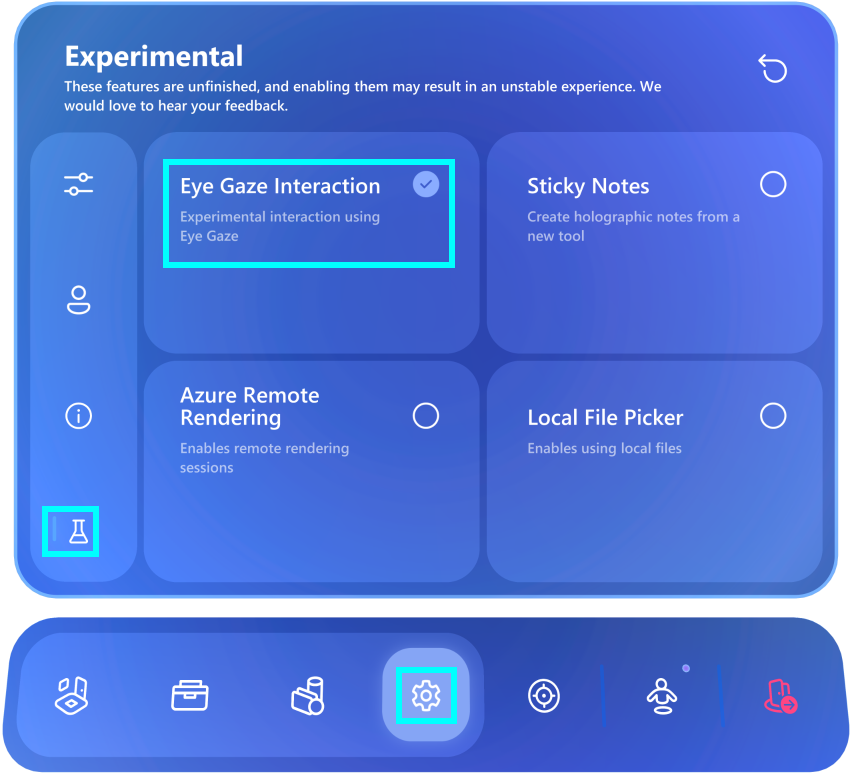 Experimental
These features are unfinished, and enabling them may result in an unstable experience. We
would love to hear your feedback.
Eye Gaze Interaction
Experimental interaction using
Eye Gaze
Sticky Notes
Create holographic notes from a
new tool
Azure Remote
Rendering
Enables remote rendering
sessions
Local File Picker
Enables using local files